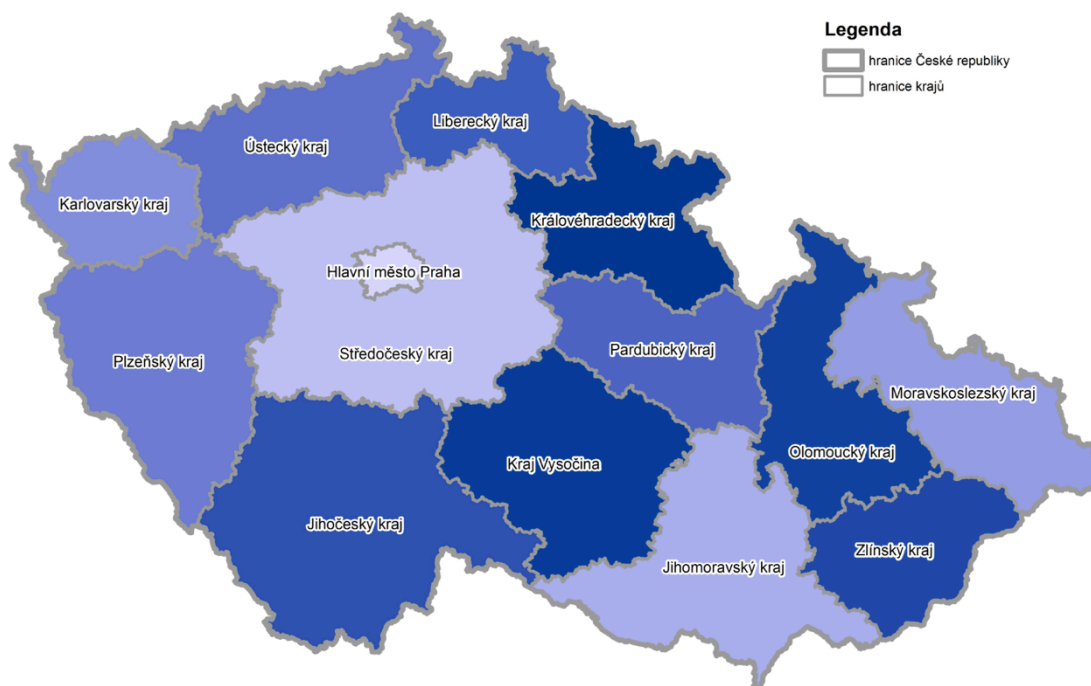 Legenda
hranice České republiky
hranice krajů
Liberecký kraj
Ústecký kraj
Karlovarský kraj
Královéhradecký kraj
Hlavní město Praha
Středočeský kraj
Pardubický kraj
Plzeňský kraj
Moravskoslezský kraj
Olomoucký kraj
Kraj Vysočina
Jihočeský kraj
Zlínský kraj
Jihomoravský kraj